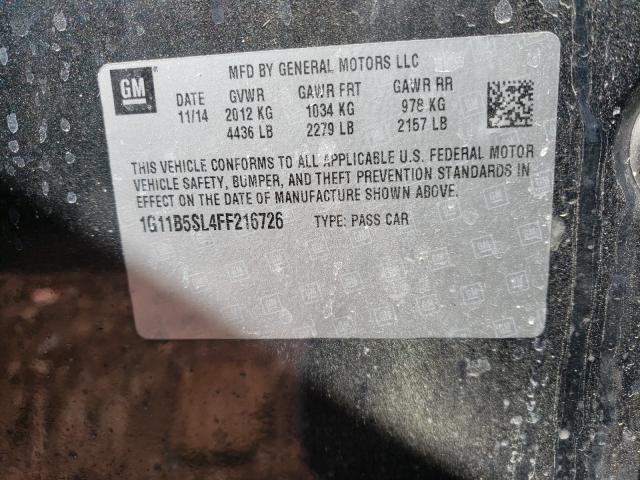 GM
MFD BY GENERAL MOTORS LLC
DATE GVWR GAWR FRT GAWR RR
11/14 2012 KG 1034 KG 978 KG
4436 LB 2279 LB 2157 LB
THIS VEHICLE CONFORMS TO ALL APPLICABLE U.S. FEDERAL MOTOR
VEHICLE SAFETY, BUMPER, AND THEFT PREVENTION STANDARDS IN
EFFECT ON THE DATE OF MANUFACTURE SHOWN ABOVE.
1G11B5SL4FF216726 TYPE: PASS CAR